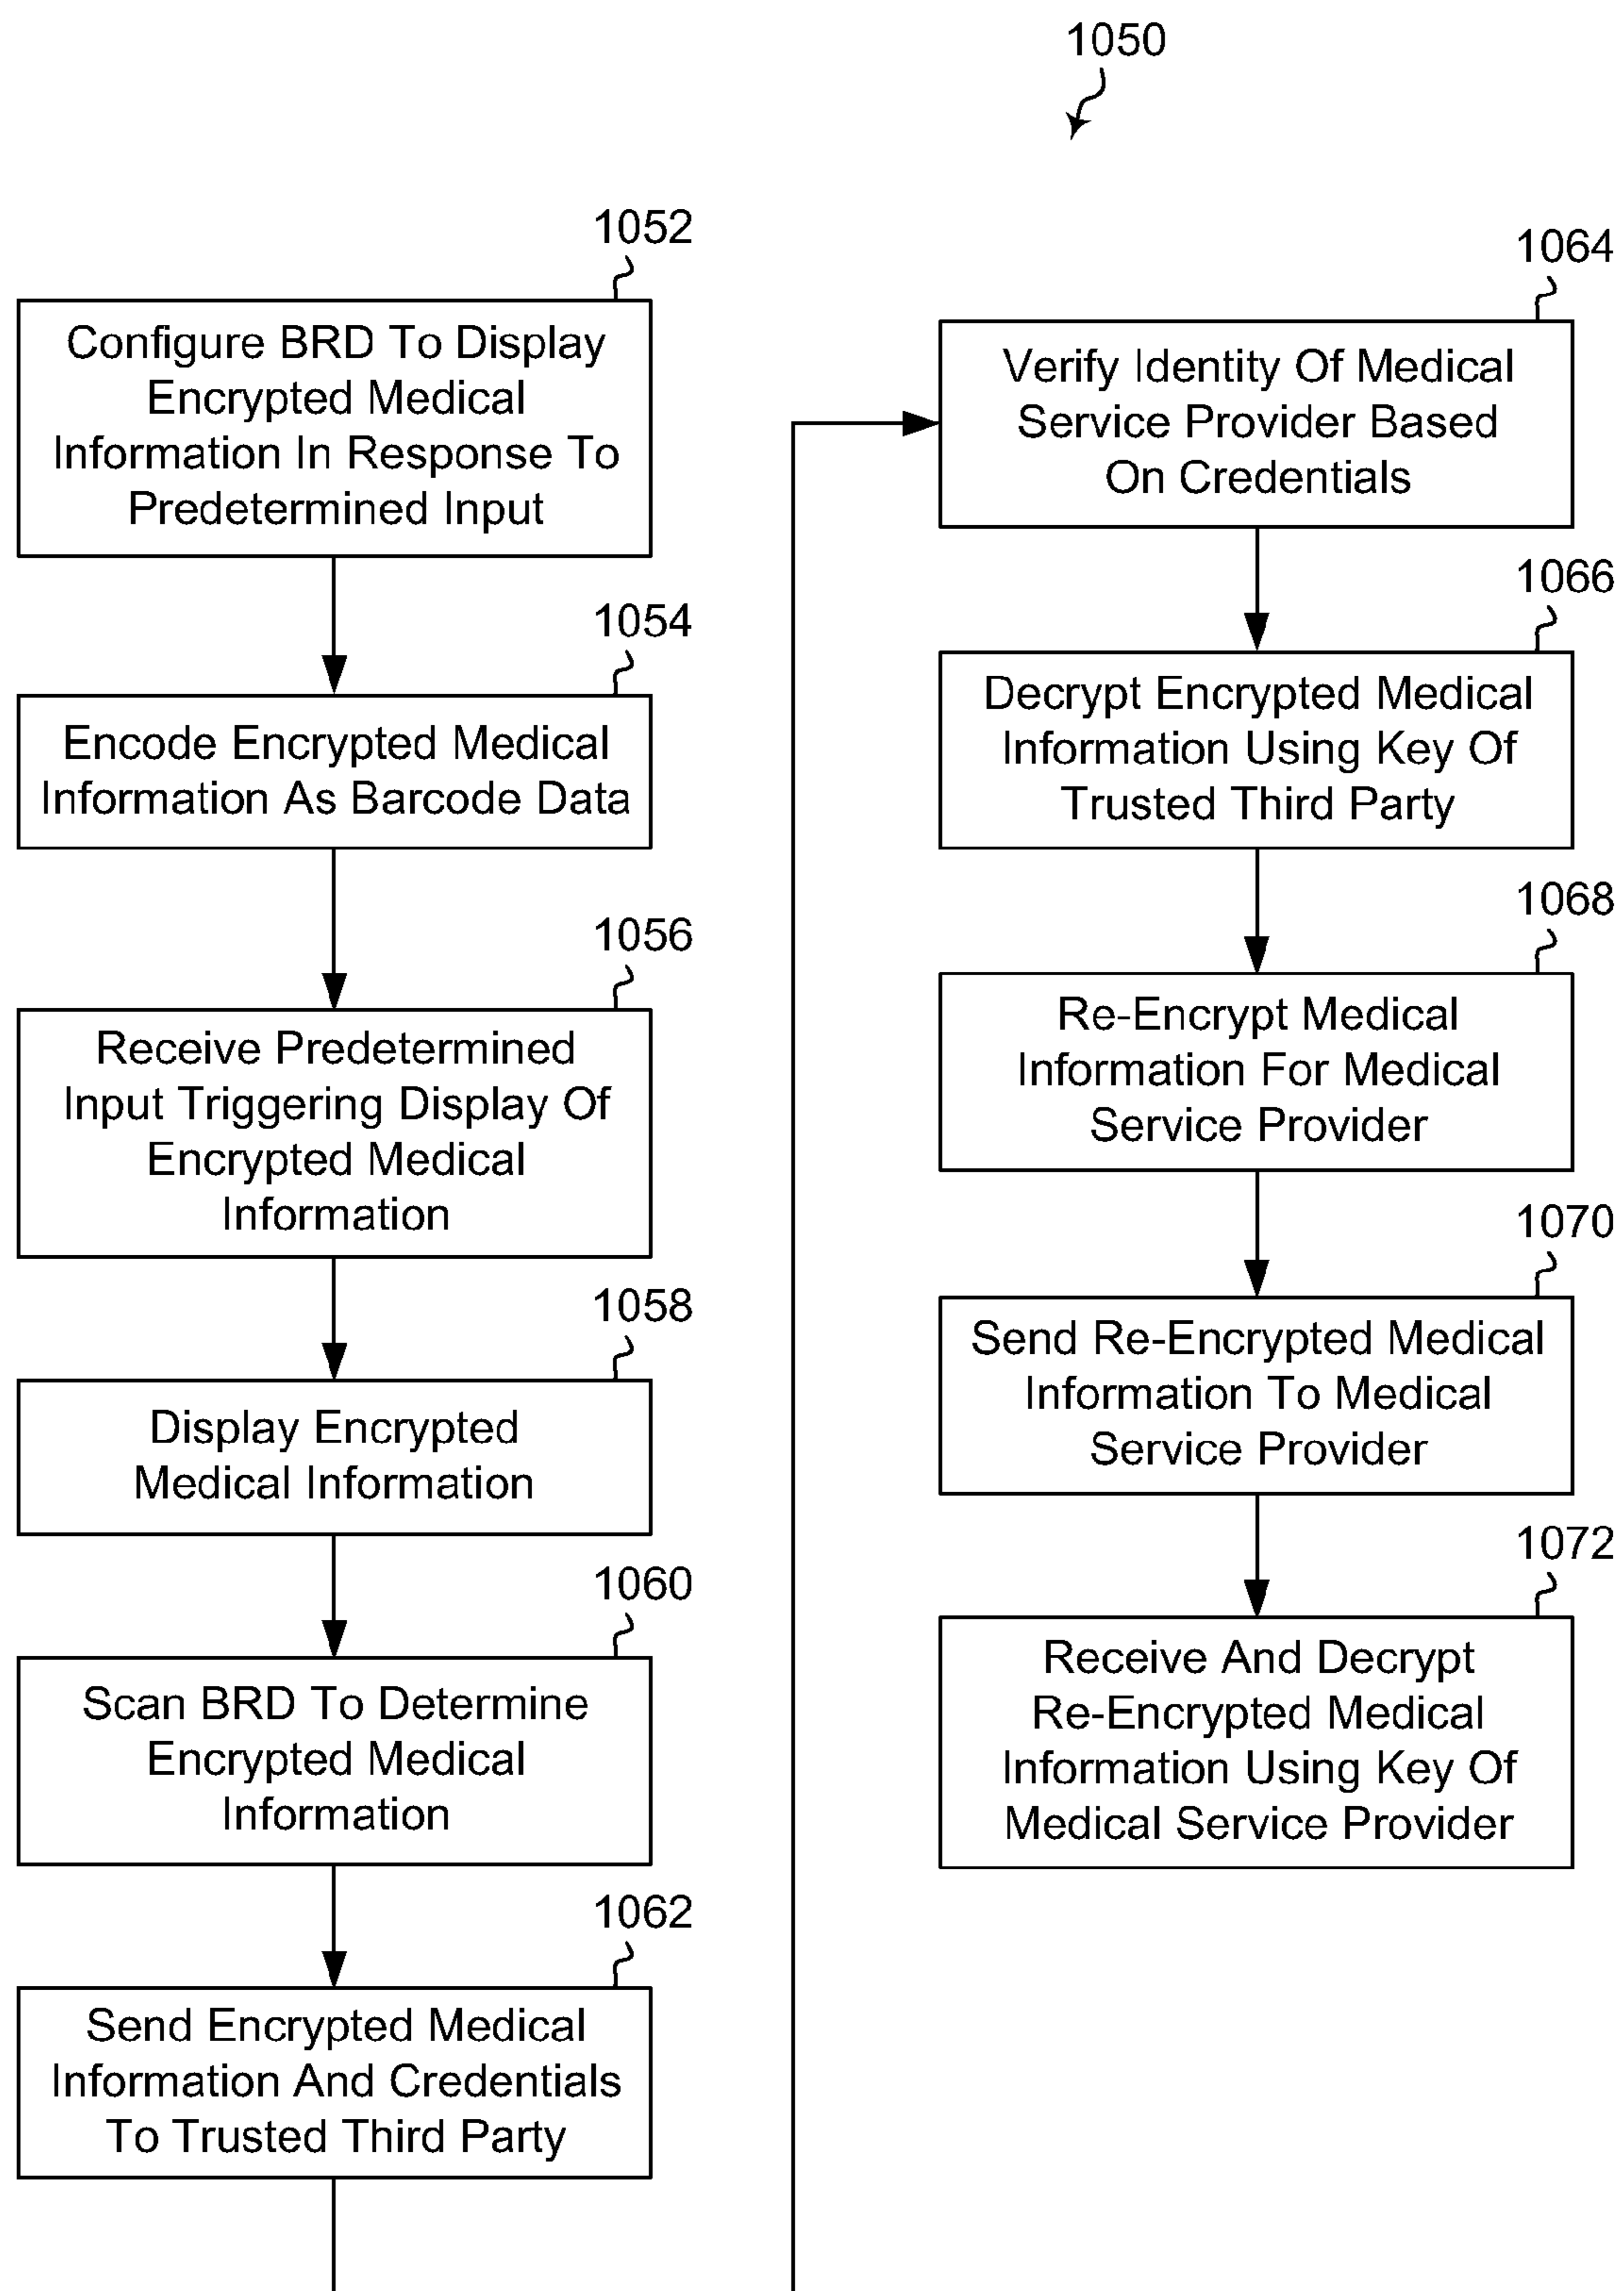 1050
1052
Configure BRD To Display
Encrypted Medical
Information In Response To
Predetermined Input
1054
Encode Encrypted Medical
Information As Barcode Data
1056
Receive Predetermined
Input Triggering Display Of
Encrypted Medical
Information
1058
Display Encrypted
Medical Information
1060
Scan BRD To Determine
Encrypted Medical
Information
1062
Send Encrypted Medical
Information And Credentials
To Trusted Third Party
1064
Verify Identity Of Medical
Service Provider Based
On Credentials
1066
Decrypt Encrypted Medical
Information Using Key Of
Trusted Third Party
1068
Re-Encrypt Medical
Information For Medical
Service Provider
1070
Send Re-Encrypted Medical
Information To Medical
Service Provider
1072
Receive And Decrypt
Re-Encrypted Medical
Information Using Key Of
Medical Service Provider